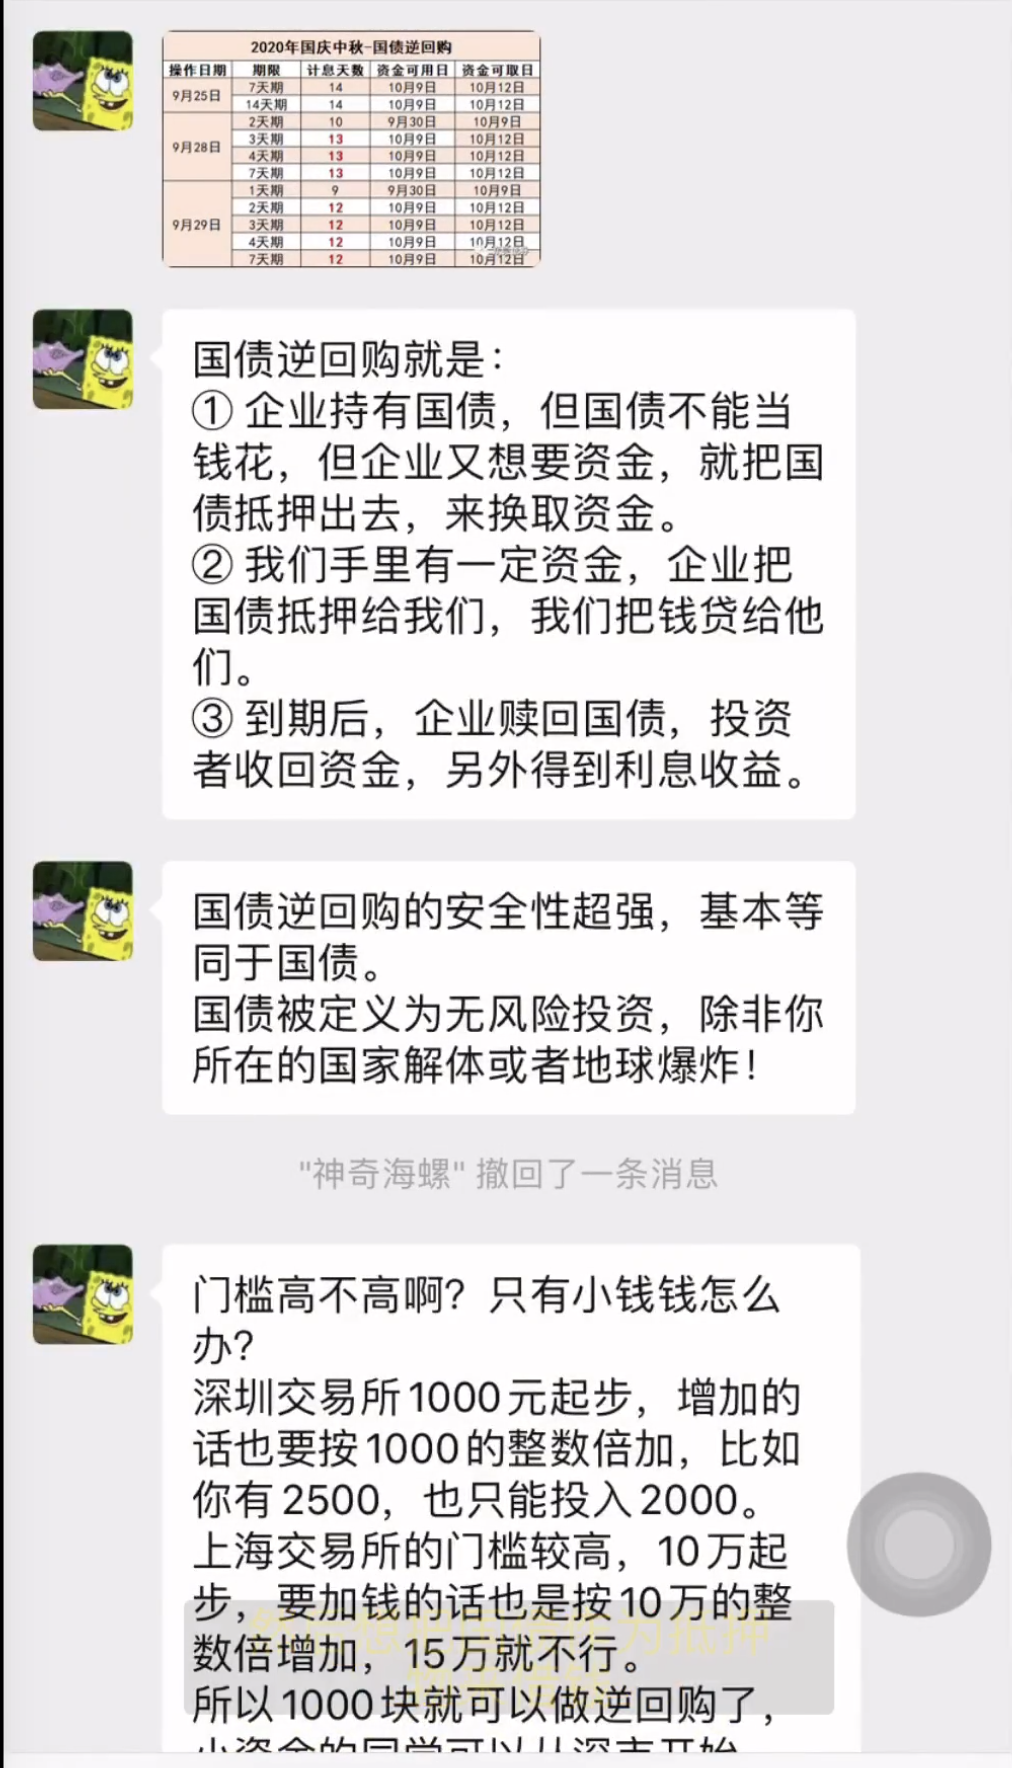 2020年国庆中秋-国债逆回购
操作日期 期限 计息天数 资金可用日 资金可取日
9月25日 7天期 14 10月9日 10月12日
14天期 14 10月9日 10月12日
9月28日 2天期 10 9月30日 10月9日
3天期 13 10月9日 10月12日
4天期 13 10月9日 10月12日
7天期 13 10月9日 10月12日
9月29日 1天期 9 9月30日 10月9日
2天期 12 10月9日 10月12日
3天期 12 10月9日 10月12日
4天期 12 10月9日 10月12日
7天期 12 10月9日 10月12日
国债逆回购就是：
① 企业持有国债，但国债不能当
钱花，但企业又想要资金，就把国
债抵押出去，来换取资金。
② 我们手里有一定资金，企业把
国债抵押给我们，我们把钱贷给他
们。
③ 到期后，企业赎回国债，投资
者收回资金，另外得到利息收益。
国债逆回购的安全性超强，基本等
同于国债。
国债被定义为无风险投资，除非你
所在的国家解体或者地球爆炸！
"神奇海螺" 撤回了一条消息
门槛高不高啊？只有小钱钱怎么
办？
深圳交易所1000元起步，增加的
话也要按1000的整数倍加，比如
你有2500，也只能投入2000。
上海交易所的门槛较高，10万起
步，要加钱的话也是按10万的整
数倍增加，15万就不行。
所以1000块就可以做逆回购了，
小资金的同学可以从深市开始